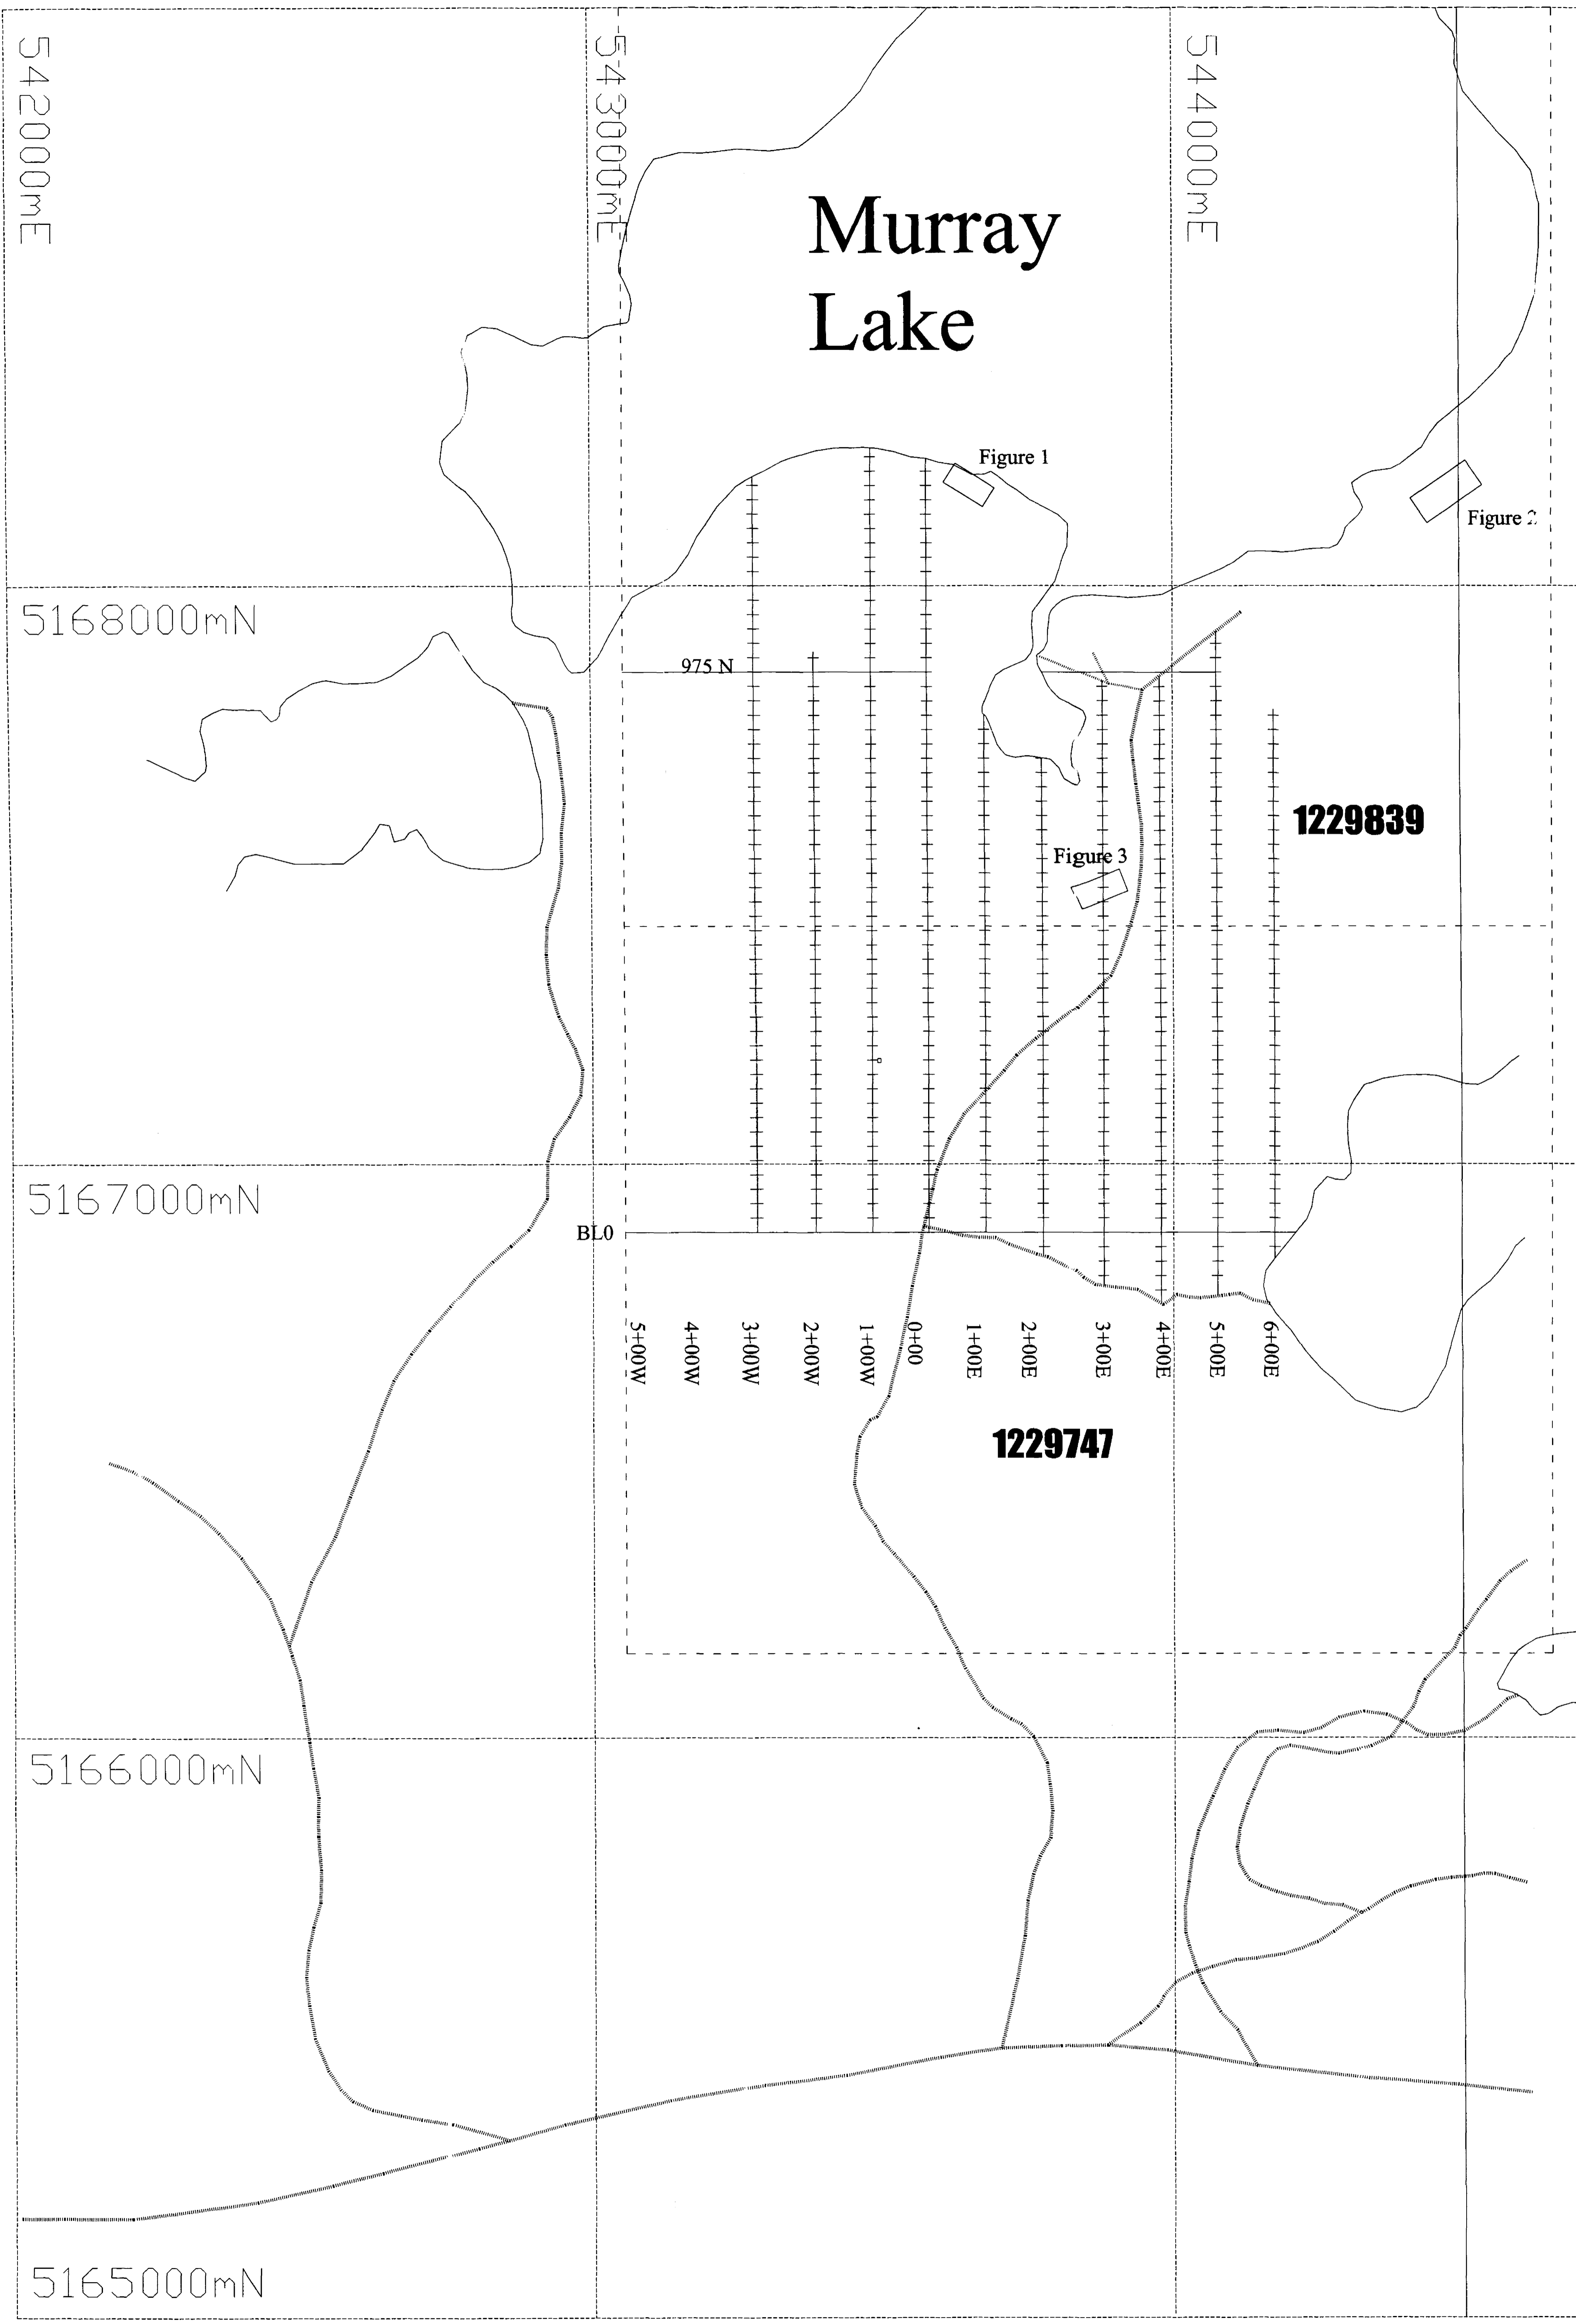 542000mE
543000mE
544000mE
Murray
Lake
Figure 1
Figure 2
5168000mN
975 N
1229839
Figure 3
5167000mN
BL0
5+00W
4+00W
3+00W
2+00W
1+00W
0+00
1+00E
2+00E
3+00E
4+00E
5+00E
6+00E
1229747
5166000mN
5165000mN